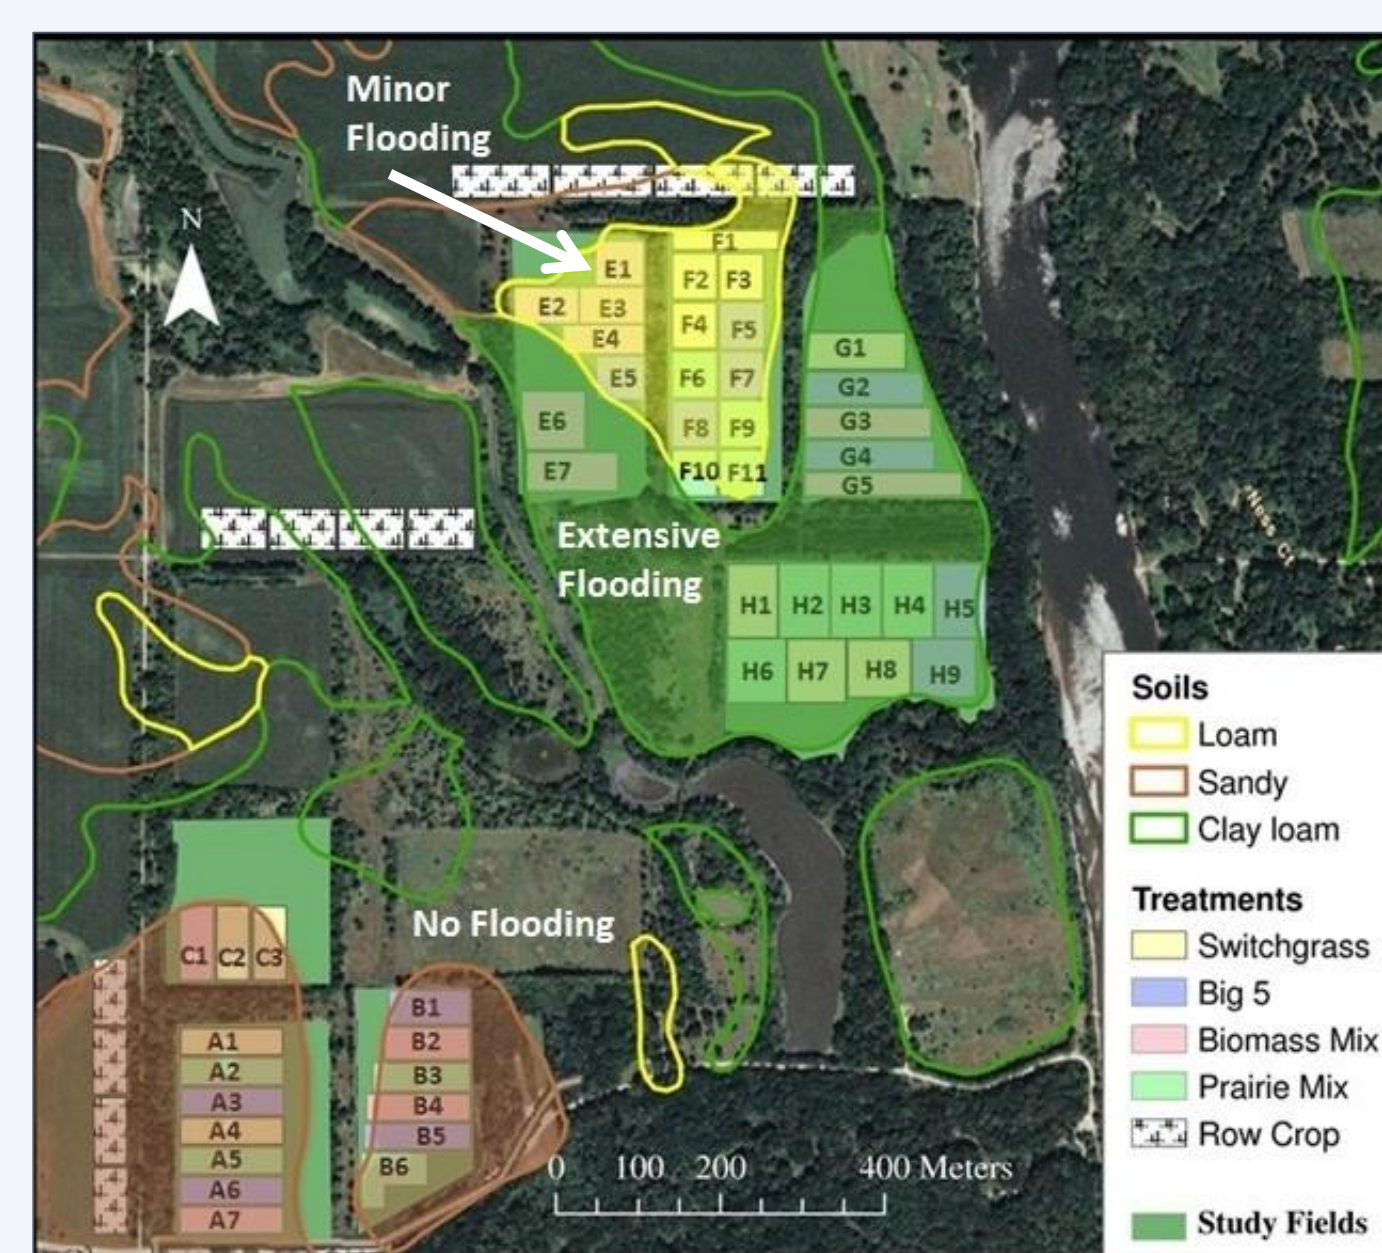 Minor
Flooding
N
E1
E2 E3
E4
E5
E6
E7
F1
F2 F3
F4 F5
F6 F7
F8 F9
F10 F11
G1
G2
G3
G4
G5
Ness Ct
Extensive
Flooding
H1 H2 H3 H4 H5
H6 H7 H8 H9
No Flooding
C1 C2 C3
A1
A2
A3
A4
A5
A6
A7
B1
B2
B3
B4
B5
B6
0 100 200 400 Meters
Soils
Loam
Sandy
Clay loam
Treatments
Switchgrass
Big 5
Biomass Mix
Prairie Mix
Row Crop
Study Fields